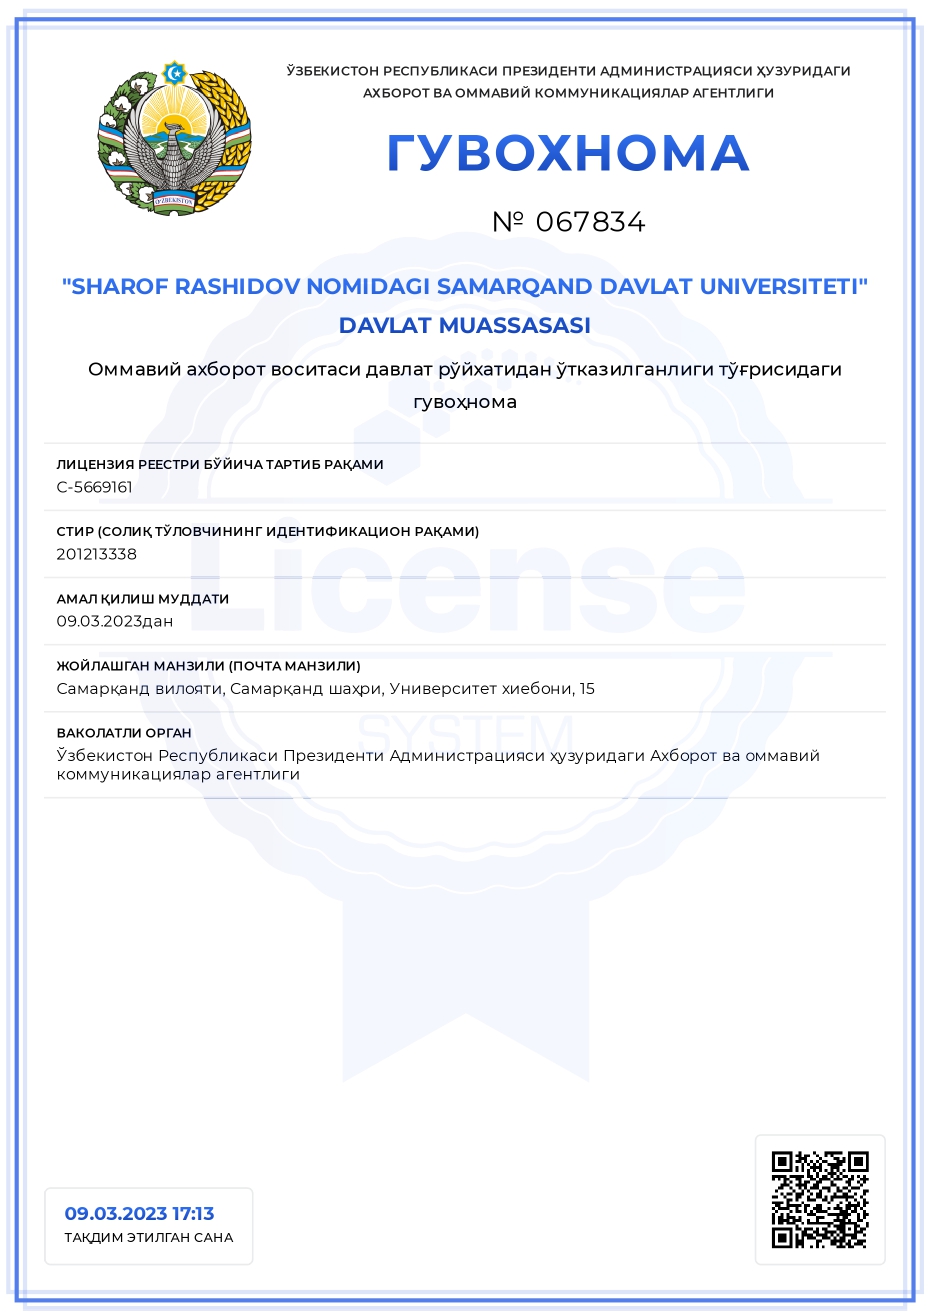 ЎЗБЕКИСТОН РЕСПУБЛИКАСИ ПРЕЗИДЕНТИ АДМИНИСТРАЦИЯСИ ҲУЗУРИДАГИ
АХБОРОТ ВА ОММАВИЙ КОММУНИКАЦИЯЛАР АГЕНТЛИГИ
ГУВОХНОМА
№ 067834
O'ZBEKISTON
"SHAROF RASHIDOV NOMIDAGI SAMARQAND DAVLAT UNIVERSITETI"
DAVLAT MUASSASASI
Оммавий ахборот воситаси давлат рўйхатидан ўтказилганлиги тўғрисидаги
гувоҳнома
ЛИЦЕНЗИЯ РЕЕСТРИ БЎЙИЧА ТАРТИБ РАҚАМИ
C-5669161
СТИР (СОЛИҚ ТЎЛОВЧИНИНГ ИДЕНТИФИКАЦИОН РАҚАМИ)
201213338
License
АМАЛ ҚИЛИШ МУДДАТИ
09.03.2023дан
ЖОЙЛАШГАН МАНЗИЛИ (ПОЧТА МАНЗИЛИ)
Самарқанд вилояти, Самарқанд шаҳри, Университет хиебони, 15
SYSTEM
ВАКОЛАТЛИ ОРГАН
Ўзбекистон Республикаси Президенти Администрацияси ҳузуридаги Ахборот ва оммавий
коммуникациялар агентлиги
09.03.2023 17:13
ТАҚДИМ ЭТИЛГАН САНА